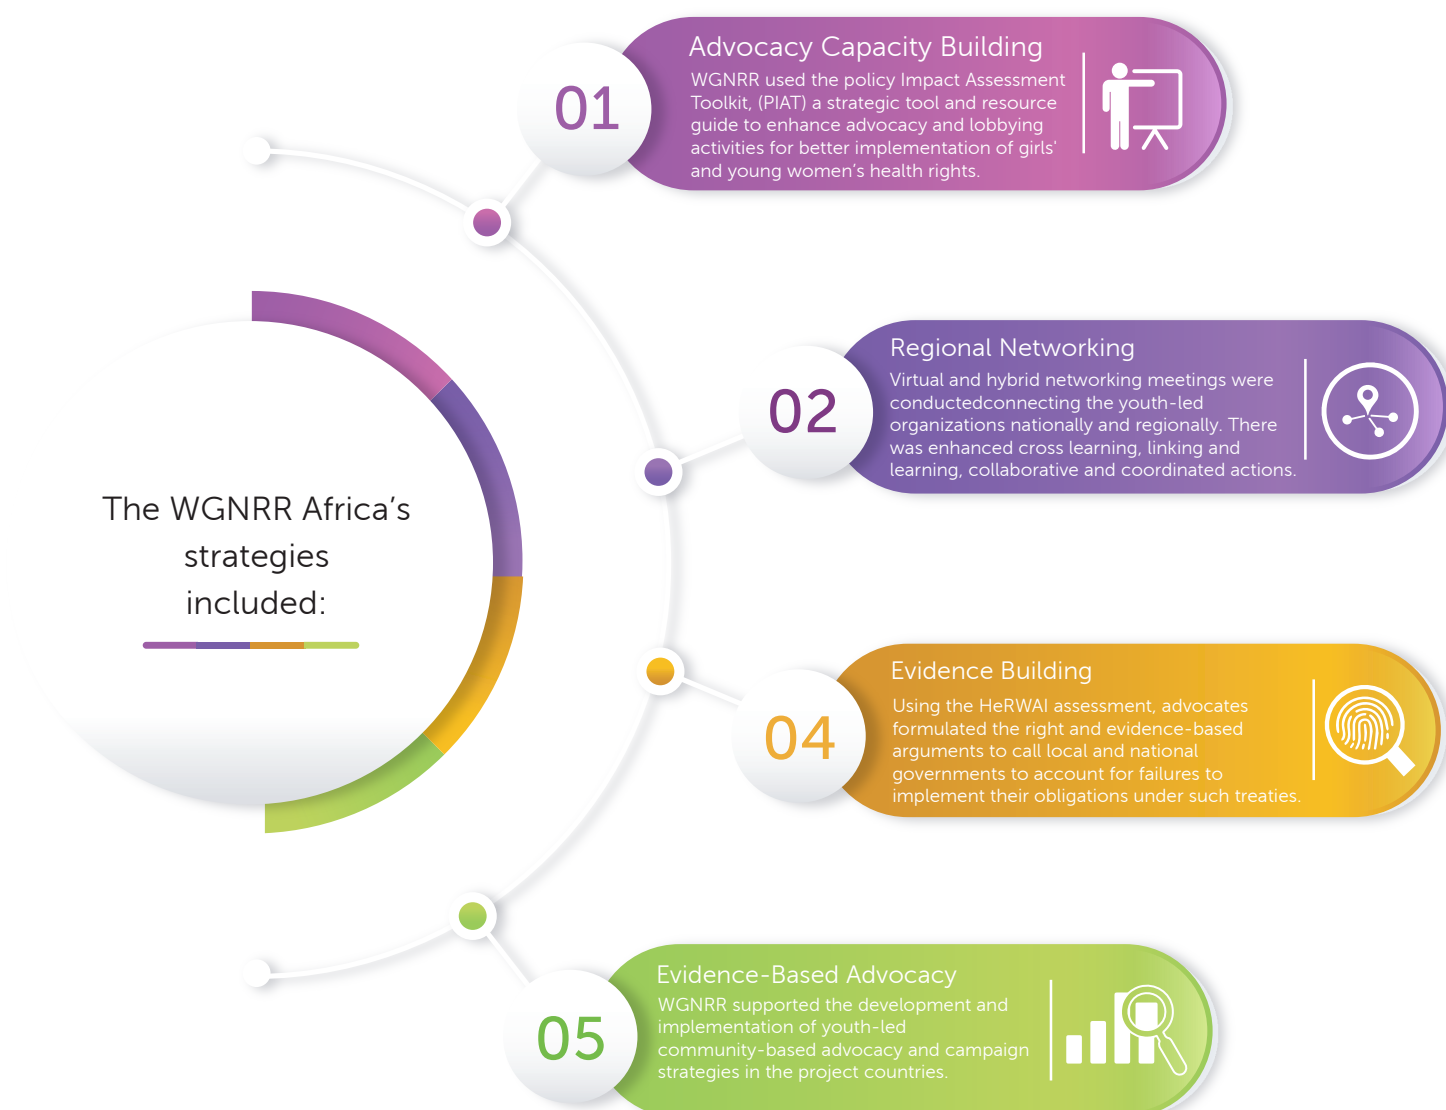 The WGNRR Africa's
strategies
included:
01
Advocacy Capacity Building
WGNRR used the policy Impact Assessment
Toolkit, (PIAT) a strategic tool and resource
guide to enhance advocacy and lobbying
activities for better implementation of girls'
and young women's health rights.
02
Regional Networking
Virtual and hybrid networking meetings were
conductedconnecting the youth-led
organizations nationally and regionally. There
was enhanced cross learning, linking and
learning, collaborative and coordinated actions.
04
Evidence Building
Using the HeRWAI assessment, advocates
formulated the right and evidence-based
arguments to call local and national
governments to account for failures to
implement their obligations under such treaties.
05
Evidence-Based Advocacy
WGNRR supported the development and
implementation of youth-led
community-based advocacy and campaign
strategies in the project countries.